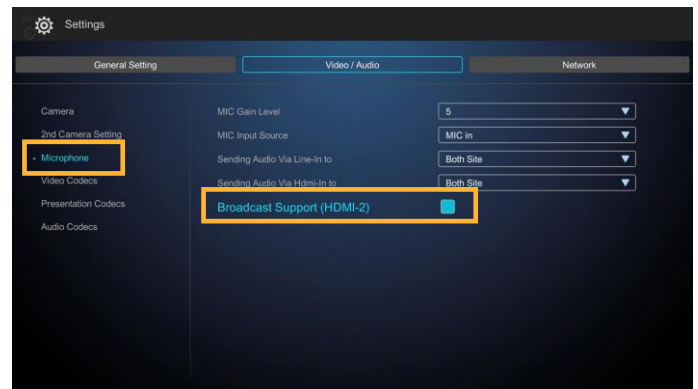 Settings
General Setting Video / Audio Network
Camera
MIC Gain Level 5
2nd Camera Setting
MIC Input Source MIC in
Microphone
Sending Audio Via Line-In to Both Site
Video Codecs
Sending Audio Via Hdmi-In to Both Site
Presentation Codecs
Broadcast Support (HDMI-2)
Audio Codecs